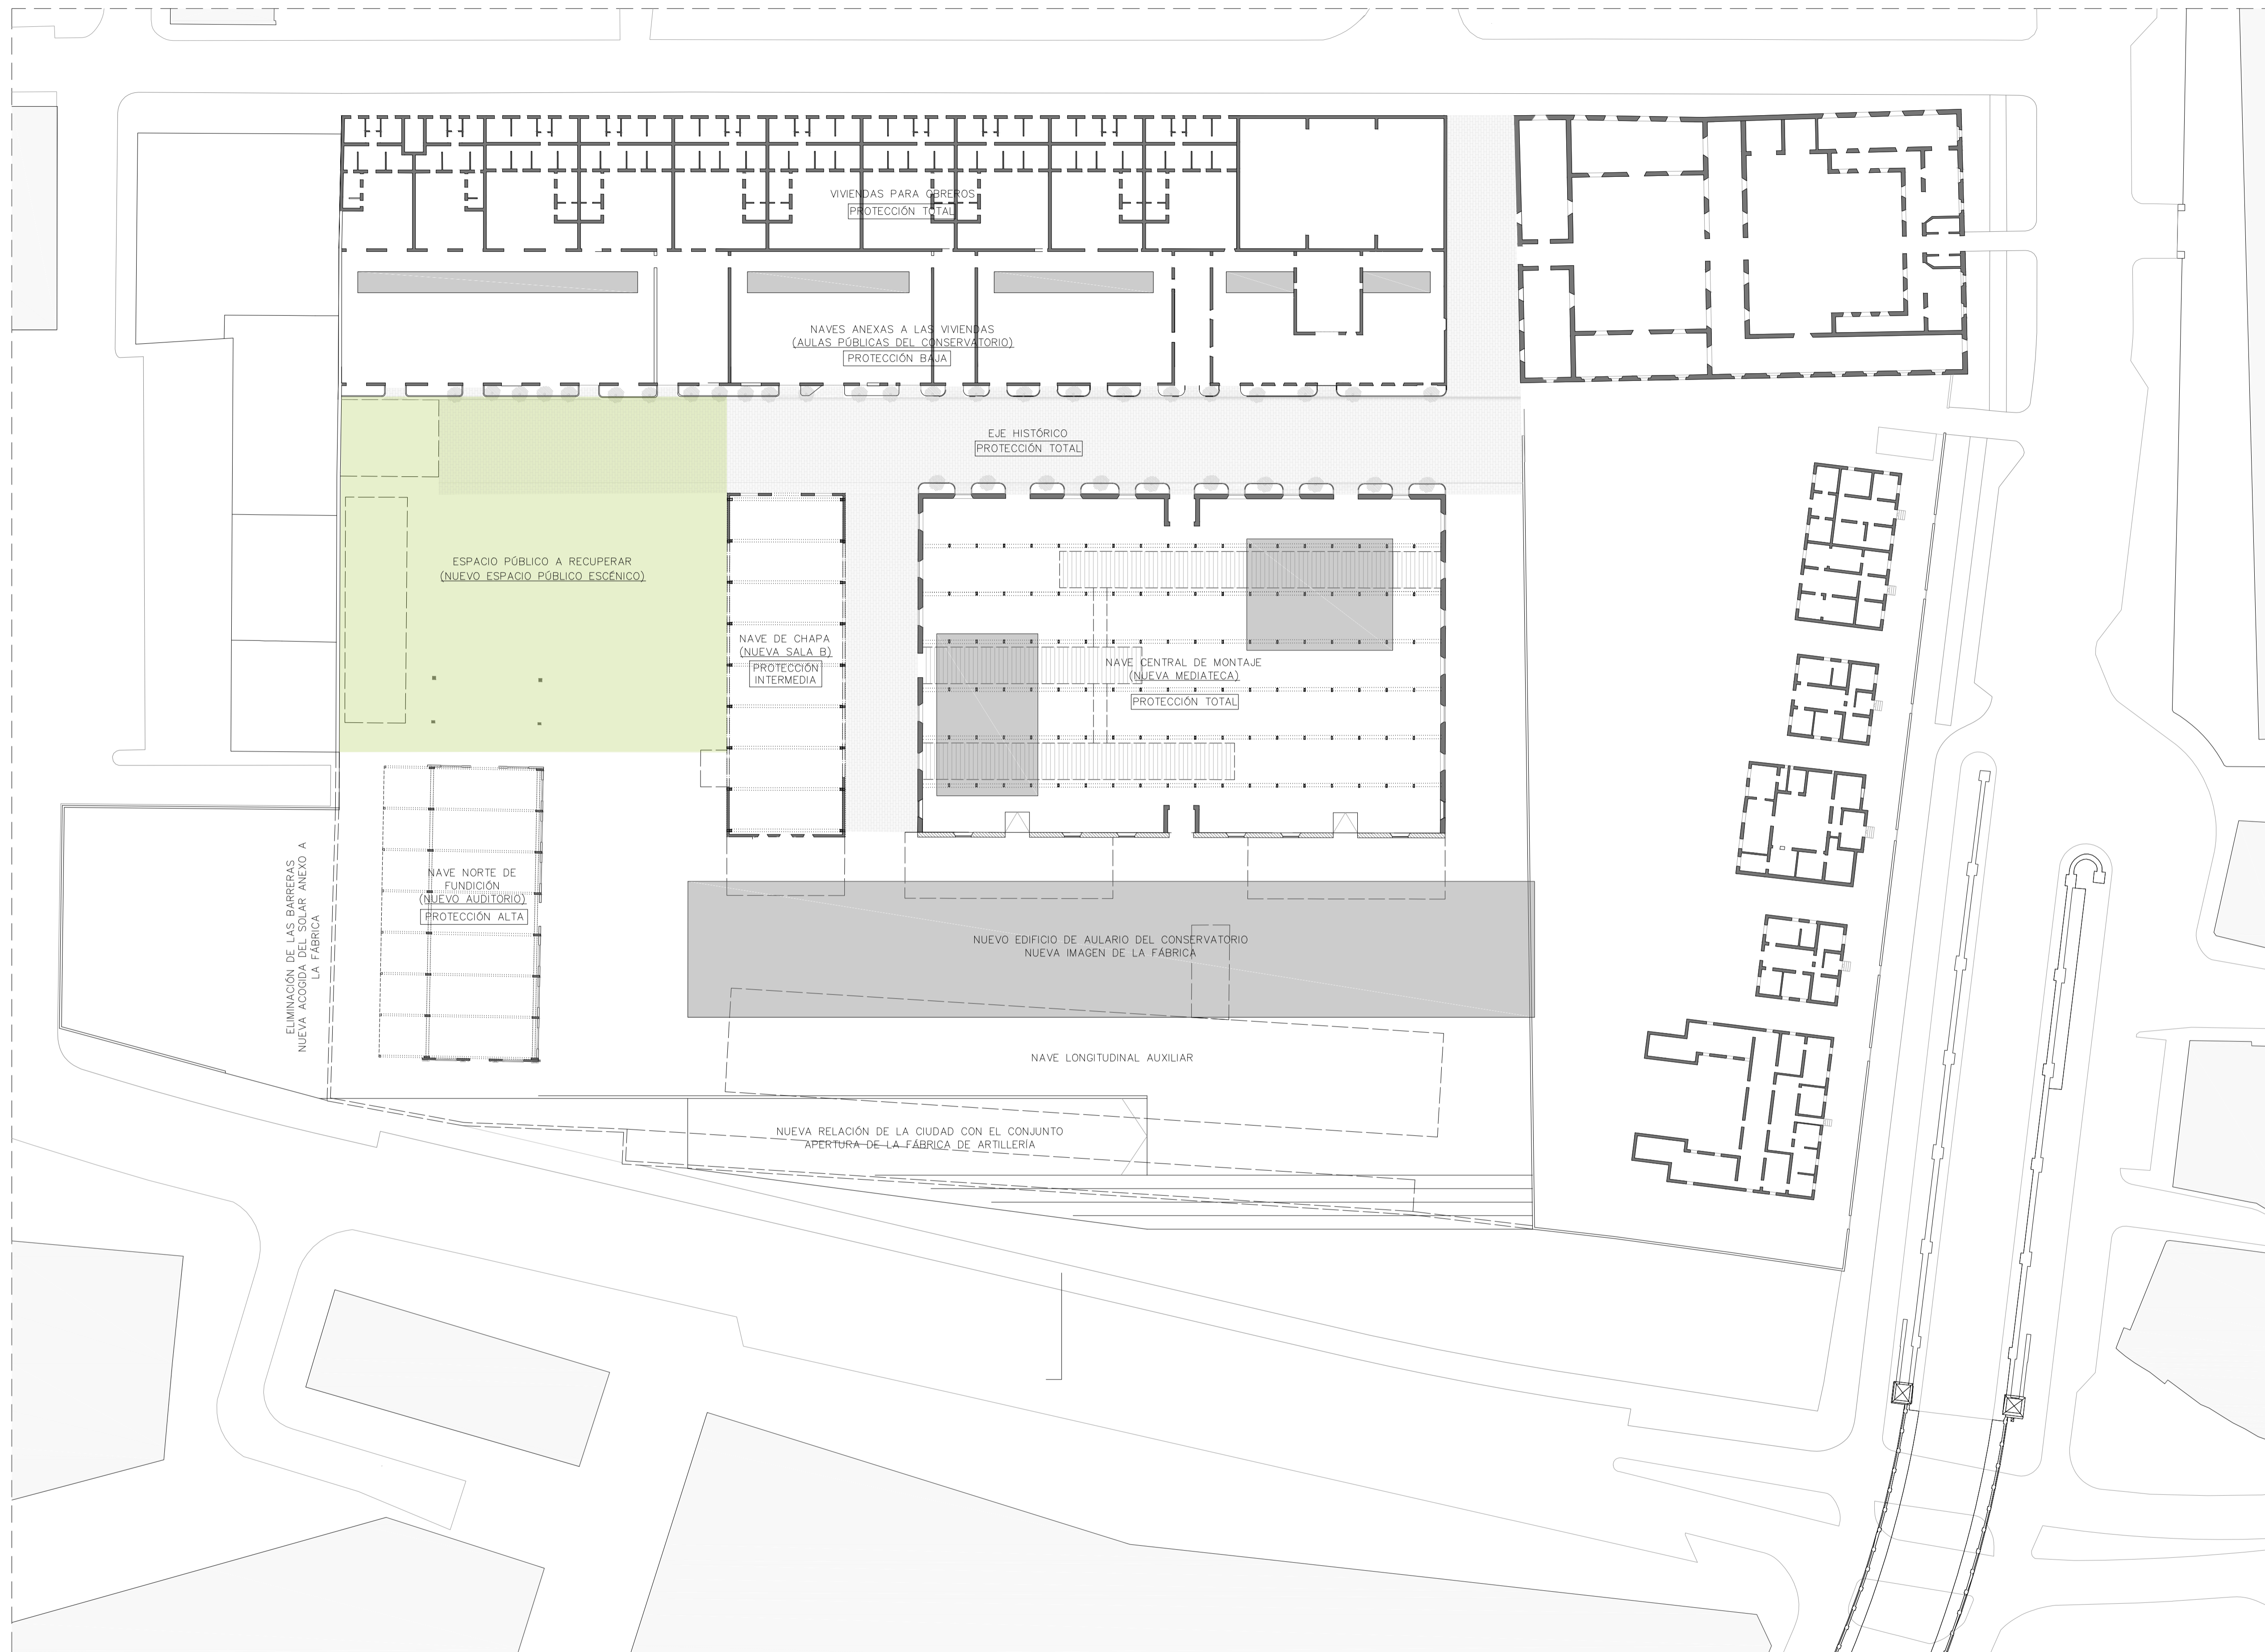 VIVIENDAS PARA OBREROS
PROTECCIÓN TOTAL
NAVES ANEXAS A LAS VIVIENDAS
(AULAS PÚBLICAS DEL CONSERVATORIO)
PROTECCIÓN BAJA
EJE HISTÓRICO
PROTECCIÓN TOTAL
ESPACIO PÚBLICO A RECUPERAR
(NUEVO ESPACIO PÚBLICO ESCÉNICO)
NAVE DE CHAPA
(NUEVA SALA B)
PROTECCIÓN
INTERMEDIA
NAVE CENTRAL DE MONTAJE
(NUEVA MEDIATECA)
PROTECCIÓN TOTAL
NAVE NORTE DE
FUNDICIÓN
(NUEVO AUDITORIO)
PROTECCIÓN ALTA
ELIMINACIÓN DE LAS BARRERAS
NUEVA ACOGIDA DEL SOLAR ANEXO A
LA FÁBRICA
NUEVO EDIFICIO DE AULARIO DEL CONSERVATORIO
NUEVA IMAGEN DE LA FÁBRICA
NAVE LONGITUDINAL AUXILIAR
NUEVA RELACIÓN DE LA CIUDAD CON EL CONJUNTO
APERTURA DE LA FÁBRICA DE ARTILLERÍA